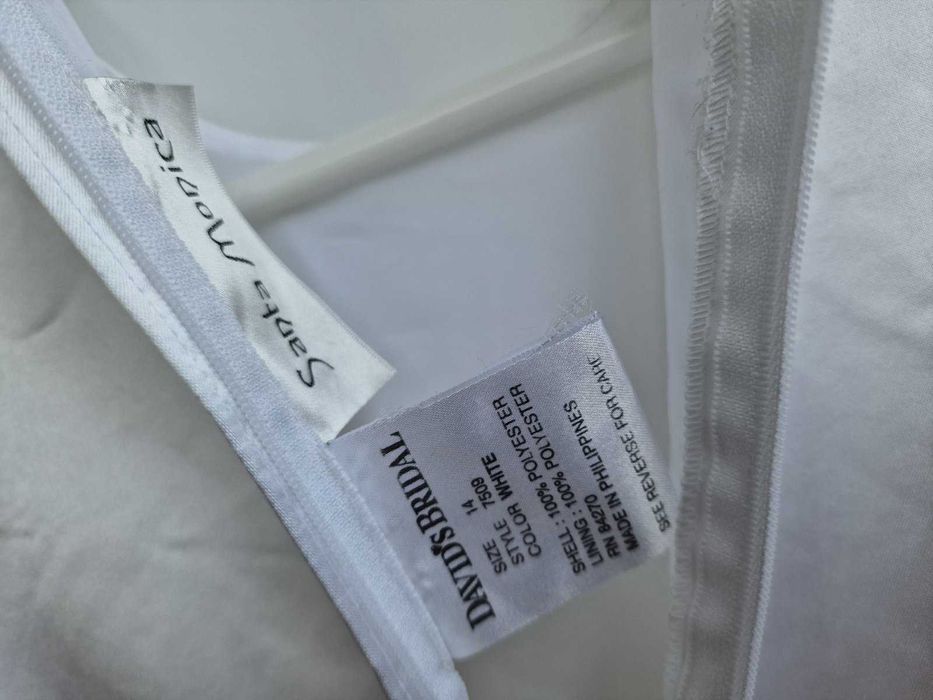 Santa Monica
DAVID'S BRIDAL
SIZE 14
STYLE 7509
COLOR WHITE
SHELL : 100% POLYESTER
LINING : 100% POLYESTER
RN 84270
MADE IN PHILIPPINES
SEE REVERSE FOR CARE